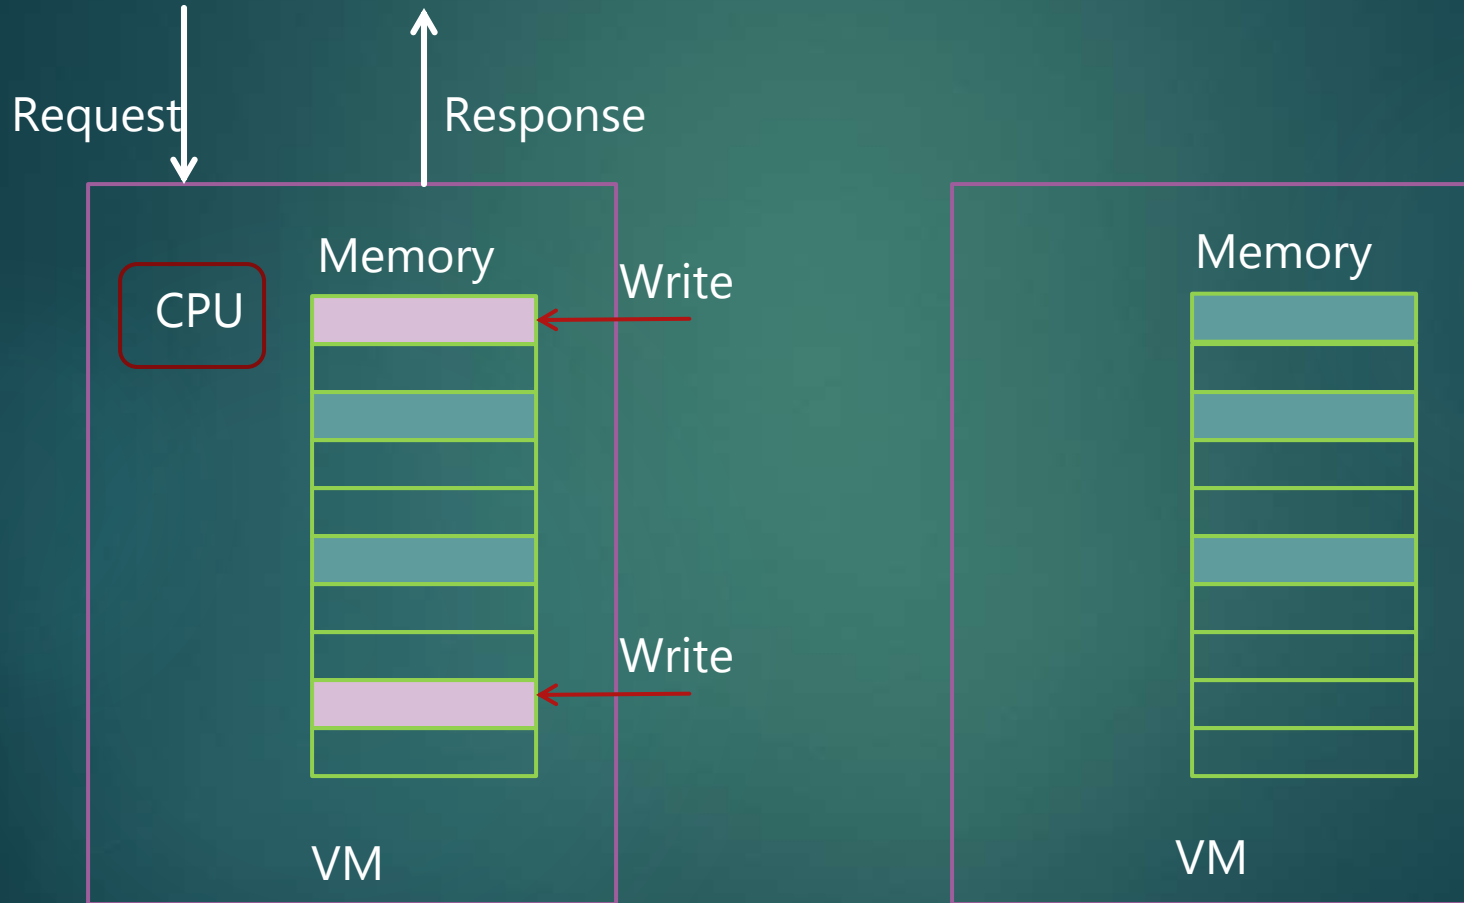 Request
Response
Memory
CPU
Write
Write
VM
Memory
VM